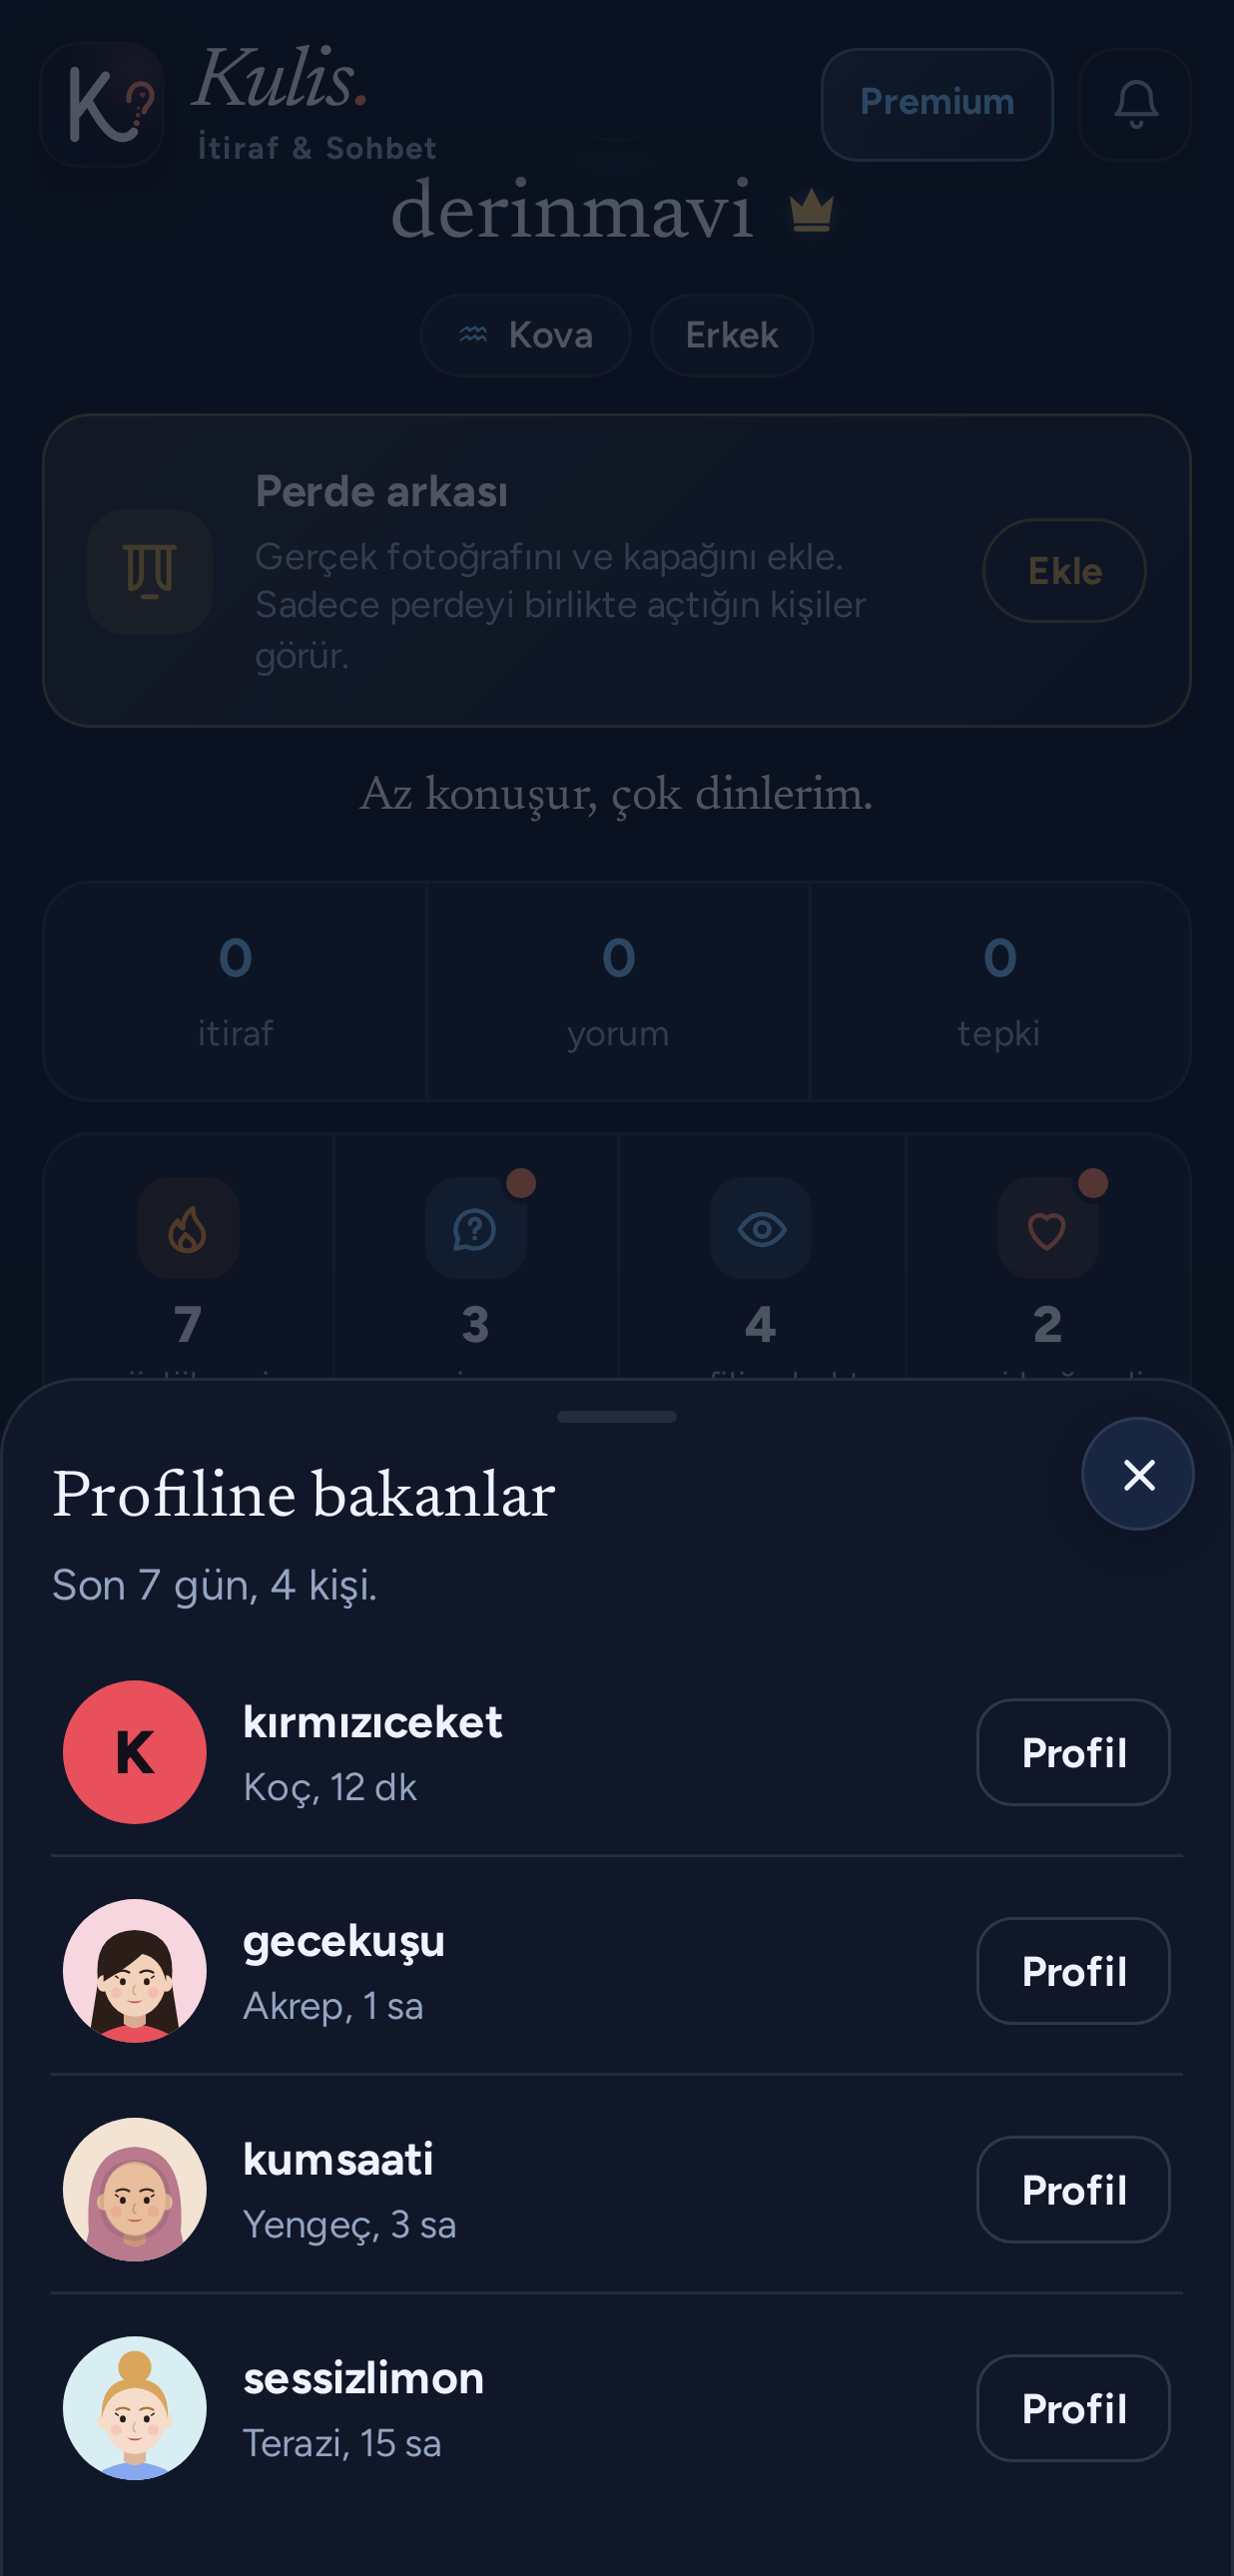 Kulis.
İtiraf & Sohbet
Premium
derinmavi
Kova
Erkek
Perde arkası
Gerçek fotoğrafını ve kapağını ekle.
Sadece perdeyi birlikte açtığın kişiler
görür.
Ekle
Az konuşur, çok dinlerim.
0
0
0
itiraf
yorum
tepki
7
3
4
2
Profiline bakanlar
Son 7 gün, 4 kişi.
K
kırmızıceket
Koç, 12 dk
Profil
gecekuşu
Akrep, 1 sa
Profil
kumsaati
Yengeç, 3 sa
Profil
sessizlimon
Terazi, 15 sa
Profil